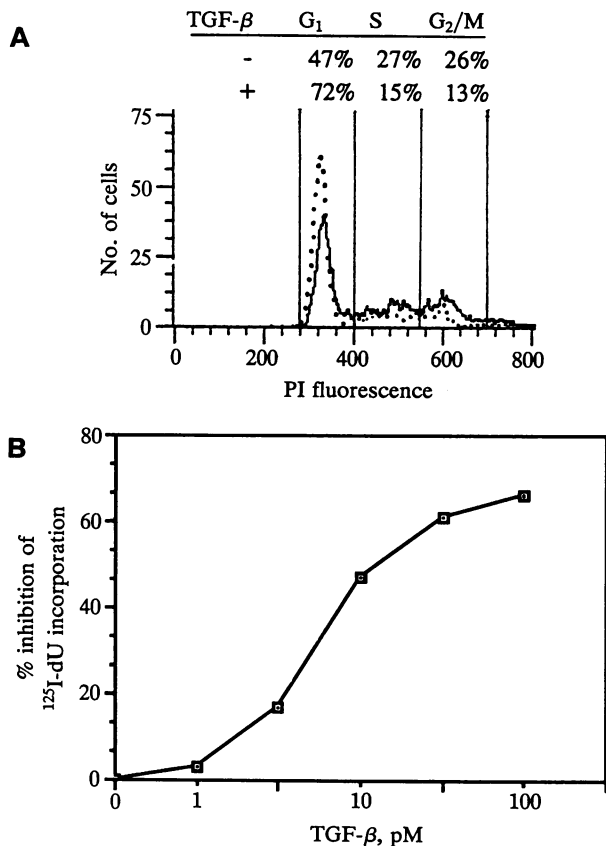 A
TGF-β G₁ S G₂/M
- 47% 27% 26%
+ 72% 15% 13%
75
50
25
0
No. of cells
0 200 400 600 800
PI fluorescence
B
80
60
40
20
0
% inhibition of
¹²⁵I-dU incorporation
0 1 10 100
TGF-β, pM